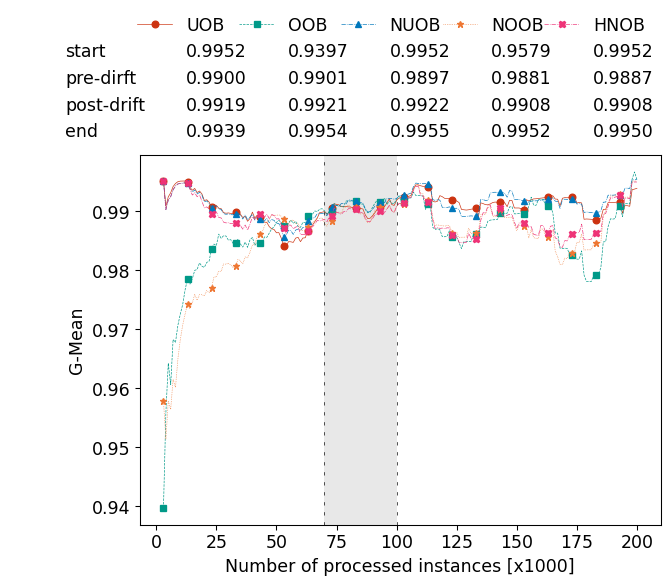 UOB OOB NUOB NOOB HNOB
start 0.9952 0.9397 0.9952 0.9579 0.9952
pre-dirft 0.9900 0.9901 0.9897 0.9881 0.9887
post-drift 0.9919 0.9921 0.9922 0.9908 0.9908
end 0.9939 0.9954 0.9955 0.9952 0.9950
0.99
0.98
0.97
0.96
0.95
0.94
G-Mean
0 25 50 75 100 125 150 175 200
Number of processed instances [x1000]